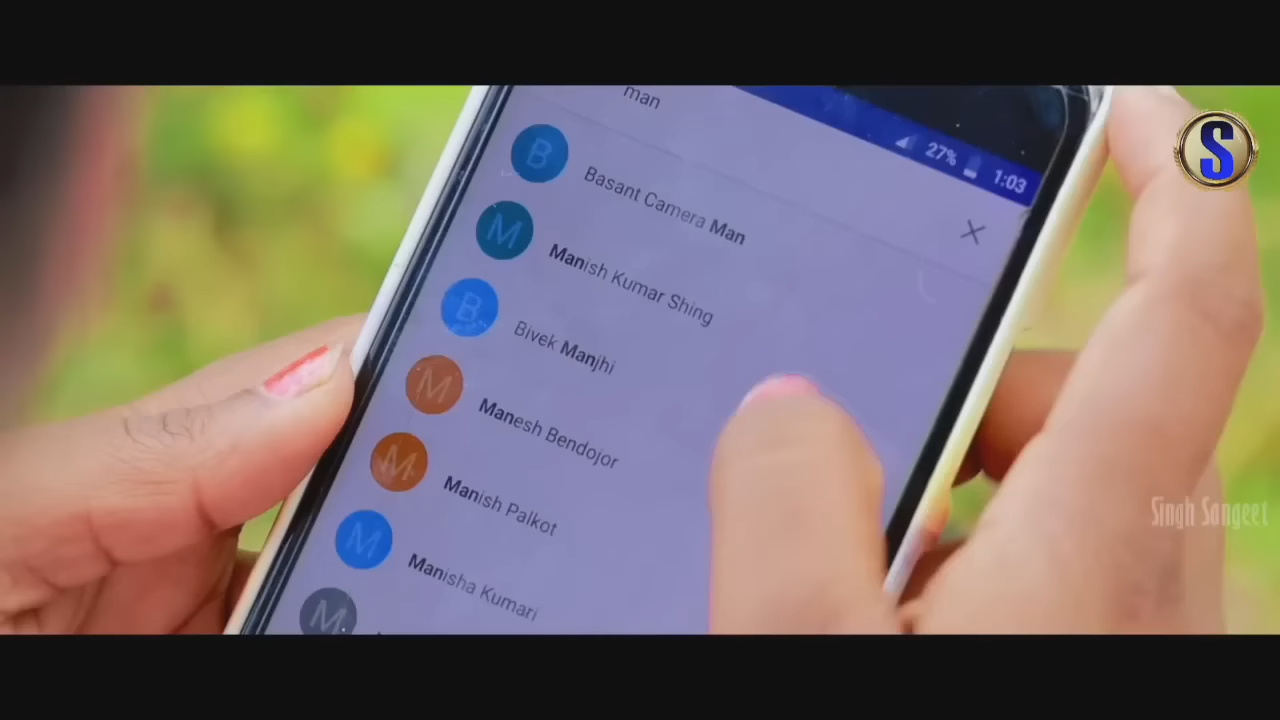 man
27% 1:03
B Basant Camera Man
M Manish Kumar Shing
B Bivek Manjhi
M Manesh Bendojor
M Manish Palkot
M Manisha Kumari
M
S
Singh Sangeet